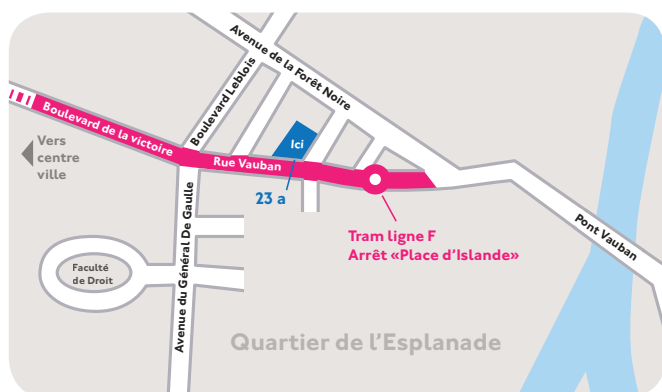 Avenue de la Forêt Noire
Boulevard Leblois
Boulevard de la victoire
Vers
centre
ville
Ici
Rue Vauban
23 a
Tram ligne F
Arrêt «Place d’Islande»
Pont Vauban
Avenue du Général De Gaulle
Faculté
de Droit
Quartier de l’Esplanade